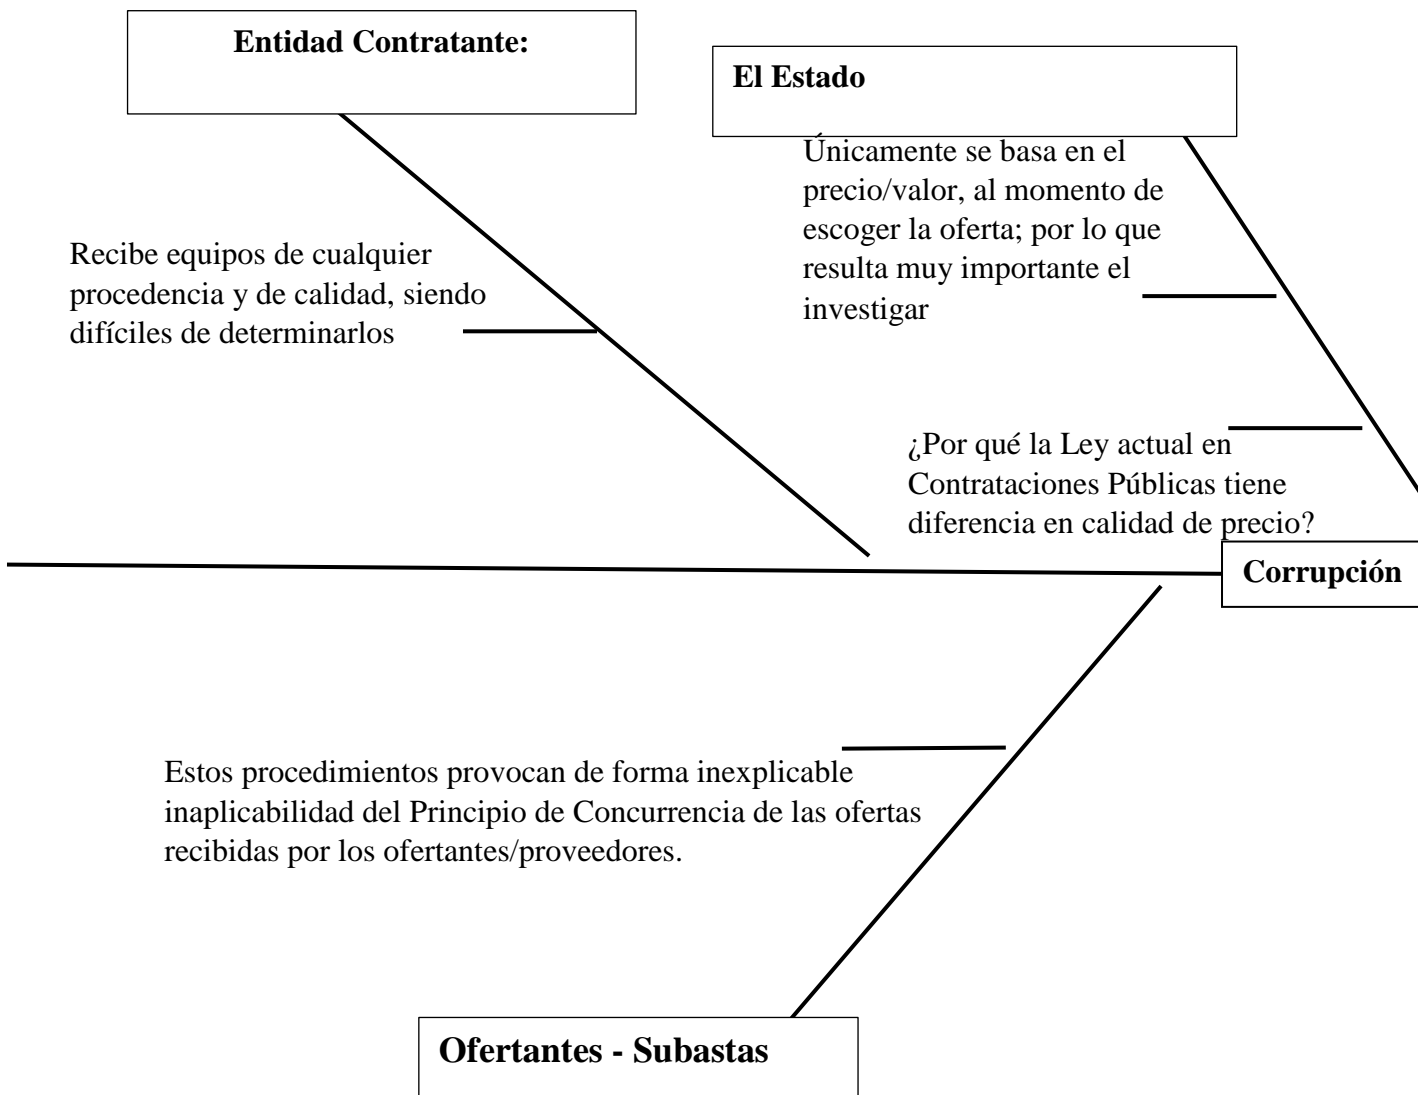 Entidad Contratante:
El Estado
Únicamente se basa en el
precio/valor, al momento de
escoger la oferta; por lo que
resulta muy importante el
investigar
Recibe equipos de cualquier
procedencia y de calidad, siendo
difíciles de determinarlos
¿Por qué la Ley actual en
Contrataciones Públicas tiene
diferencia en calidad de precio?
Corrupción
Estos procedimientos provocan de forma inexplicable
inaplicabilidad del Principio de Concurrencia de las ofertas
recibidas por los ofertantes/proveedores.
Ofertantes - Subastas